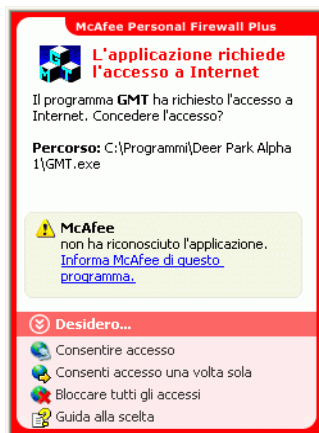 McAfee Personal Firewall Plus
L'applicazione richiede
l'accesso a Internet
Il programma GMT ha richiesto l'accesso a
Internet. Concedere l'accesso?
Percorso: C:\Programmi\Deer Park Alpha
1\GMT.exe
McAfee
non ha riconosciuto l'applicazione.
Informa McAfee di questo
programma.
Desidero...
Consentire accesso
Consenti accesso una volta sola
Bloccare tutti gli accessi
Guida alla scelta